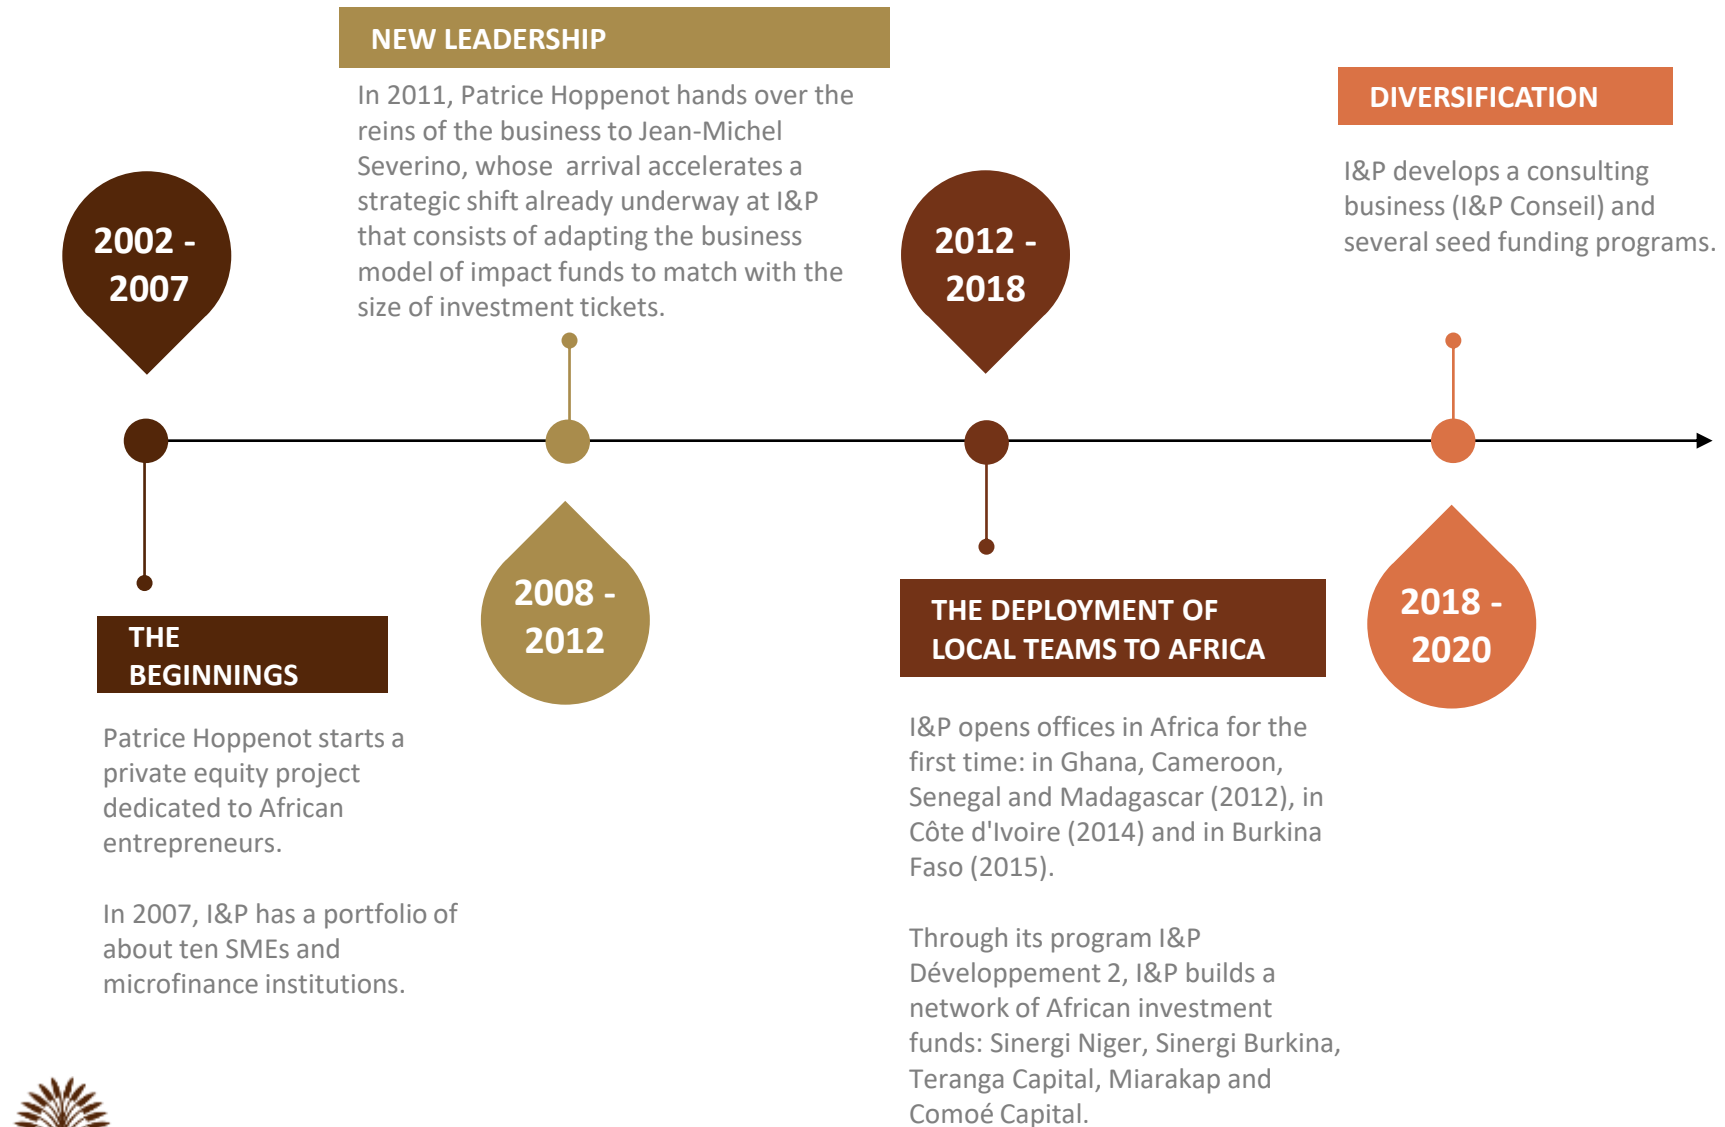 2002 -
2007
THE
BEGINNINGS
Patrice Hoppenot starts a
private equity project
dedicated to African
entrepreneurs.
In 2007, I&P has a portfolio of
about ten SMEs and
microfinance institutions.
NEW LEADERSHIP
In 2011, Patrice Hoppenot hands over the
reins of the business to Jean-Michel
Severino, whose arrival accelerates a
strategic shift already underway at I&P
that consists of adapting the business
model of impact funds to match with the
size of investment tickets.
2008 -
2012
2012 -
2018
THE DEPLOYMENT OF
LOCAL TEAMS TO AFRICA
I&P opens offices in Africa for the
first time: in Ghana, Cameroon,
Senegal and Madagascar (2012), in
Côte d'Ivoire (2014) and in Burkina
Faso (2015).
Through its program I&P
Développement 2, I&P builds a
network of African investment
funds: Sinergi Niger, Sinergi Burkina,
Teranga Capital, Miarakap and
Comoé Capital.
DIVERSIFICATION
I&P develops a consulting
business (I&P Conseil) and
several seed funding programs.
2018 -
2020